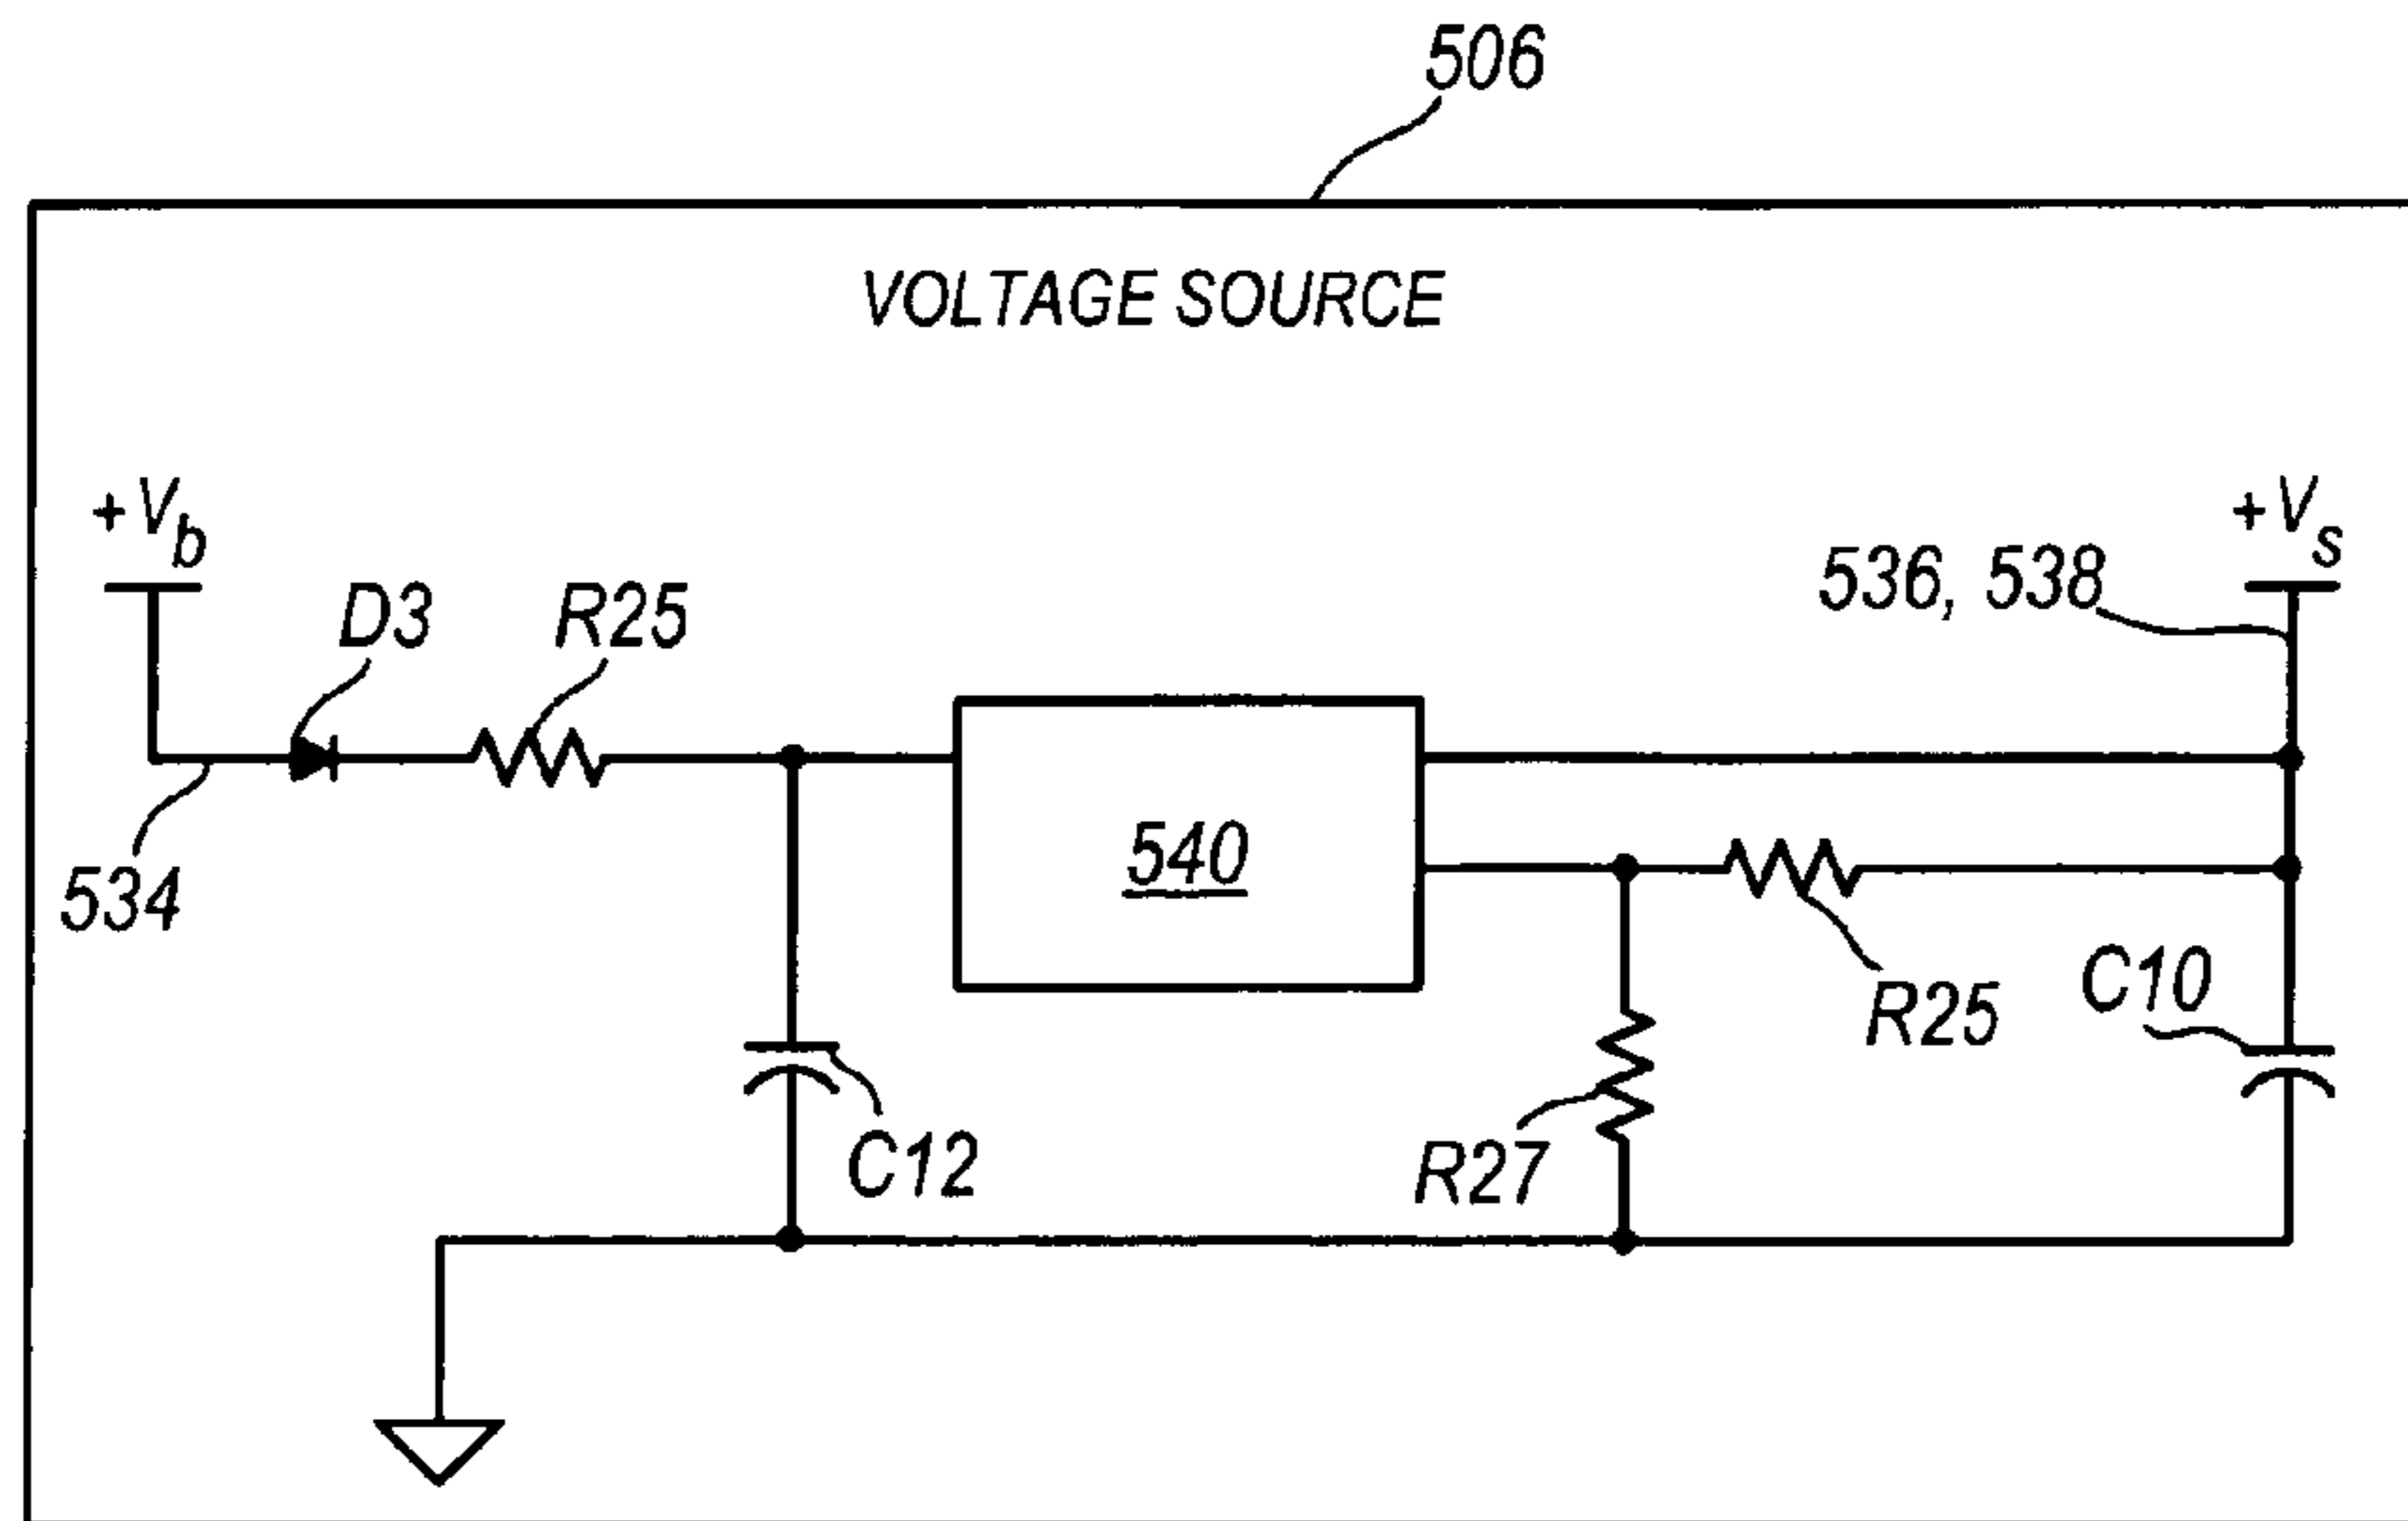 506
VOLTAGE SOURCE
+Vb
+Vs
536, 538
D3
R25
540
534
R25
C10
C12
R27